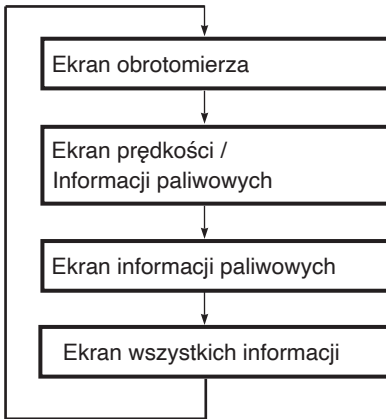 Ekran obrotomierza
Ekran prędkości /
Informacji paliwowych
Ekran informacji paliwowych
Ekran wszystkich informacji